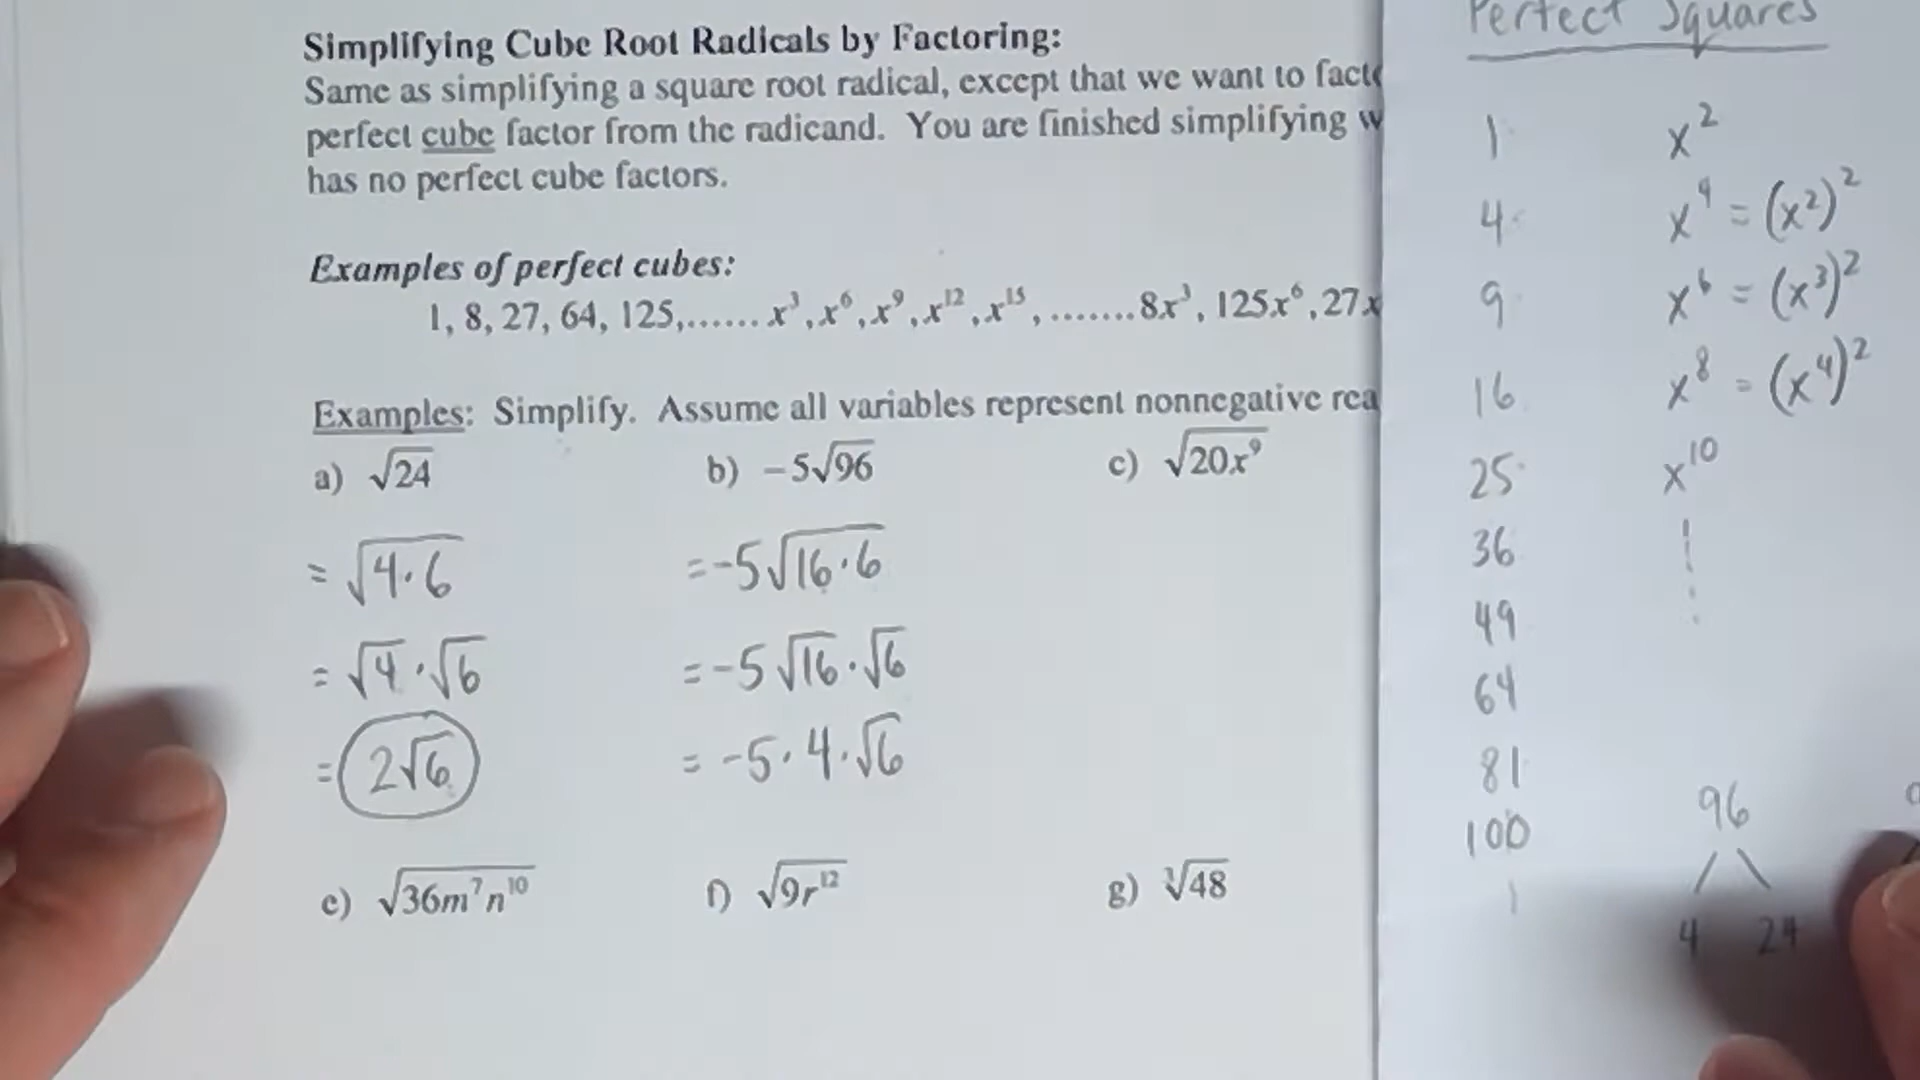 Simplifying Cube Root Radicals by Factoring:
Same as simplifying a square root radical, except that we want to
perfect cube factor from the radicand. You are finished simplifying
has no perfect cube factors.
Examples of perfect cubes:
1, 8, 27, 64, 125,...... x³, x⁶, x⁹, x¹², x¹⁵, ....... 8x³, 125x⁶, 27x
Examples: Simplify. Assume all variables represent nonnegative
a) √24 b) −5√96 c) √20x⁹
= √4·6 = -5√16·6
= √4 · √6 = -5 √16 · √6
= 2√6 = -5 · 4 · √6
e) √36m⁷n¹⁰ f) √9r¹² g) ³√48
Perfect Squares
1 x²
4 x⁴ = (x²)²
9 x⁶ = (x³)²
16 x⁸ = (x⁴)²
25 x¹⁰
36
49
64
81
100
96
4 24